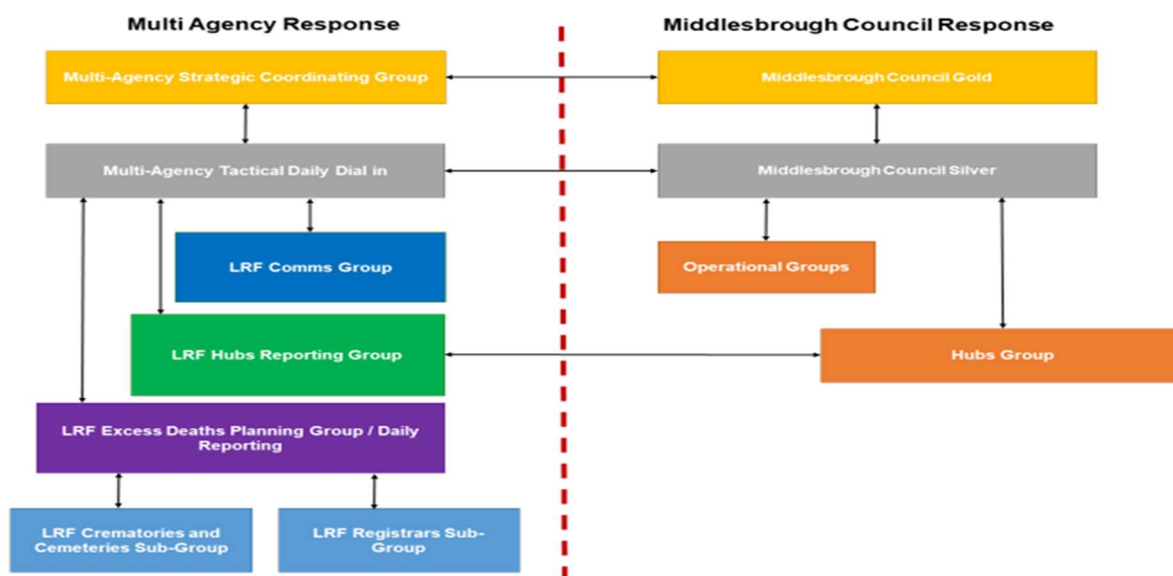 Multi Agency Response
Middlesbrough Council Response
Multi-Agency Strategic Coordinating Group
Middlesbrough Council Gold
Multi-Agency Tactical Daily Dial in
Middlesbrough Council Silver
LRF Comms Group
Operational Groups
LRF Hubs Reporting Group
Hubs Group
LRF Excess Deaths Planning Group / Daily
Reporting
LRF Crematories and
Cemeteries Sub-Group
LRF Registrars Sub-
Group